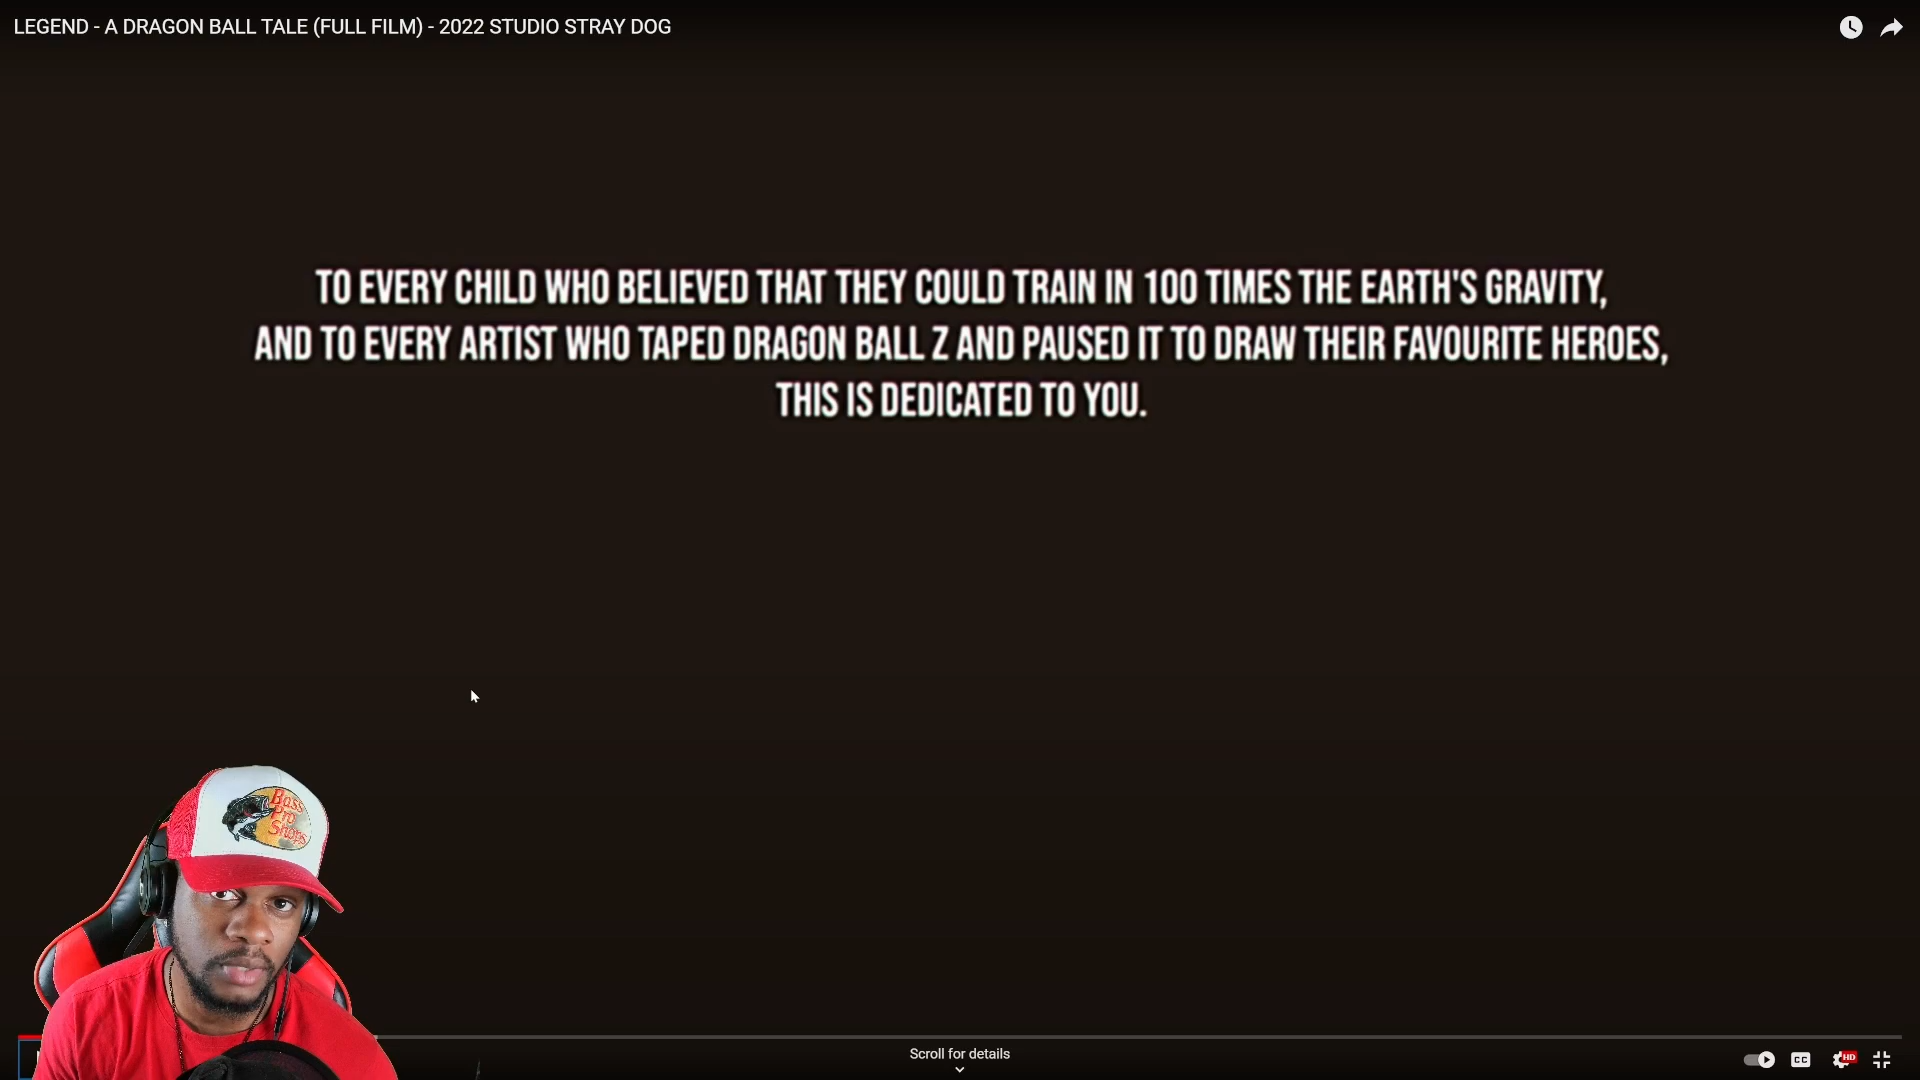 LEGEND - A DRAGON BALL TALE (FULL FILM) - 2022 STUDIO STRAY DOG
TO EVERY CHILD WHO BELIEVED THAT THEY COULD TRAIN IN 100 TIMES THE EARTH'S GRAVITY,
AND TO EVERY ARTIST WHO TAPED DRAGON BALL Z AND PAUSED IT TO DRAW THEIR FAVOURITE HEROES,
THIS IS DEDICATED TO YOU.
Bass
Pro
Shops
Scroll for details
CC
HD